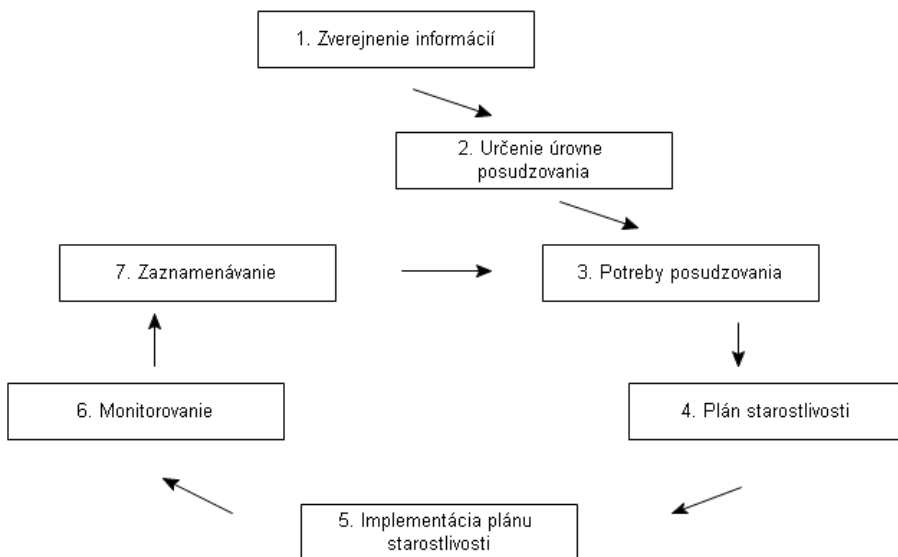 1. Zverejnenie informácií
2. Určenie úrovne
posudzovania
3. Potreby posudzovania
4. Plán starostlivosti
5. Implementácia plánu
starostlivosti
6. Monitorovanie
7. Zaznamenávanie